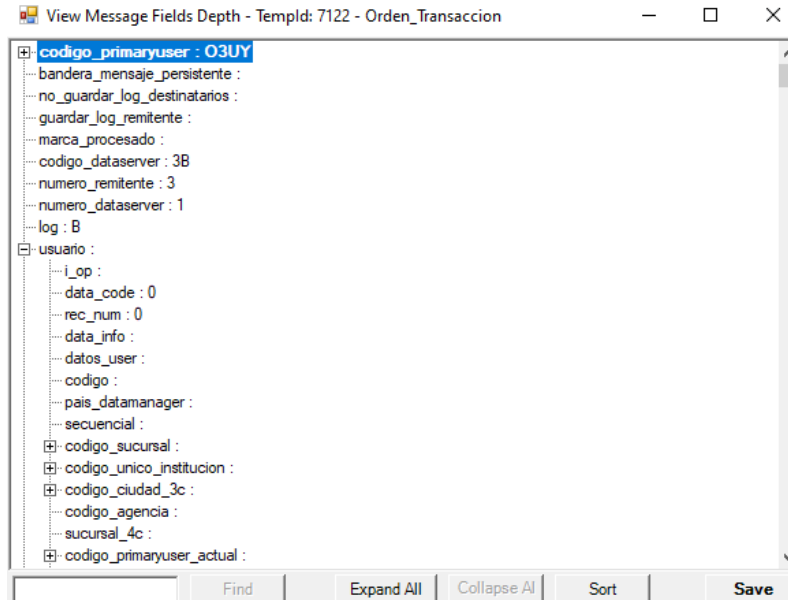 View Message Fields Depth - TempId: 7122 - Orden_Transaccion
codigo_primaryuser : O3UY
bandera_mensaje_persistente :
no_guardar_log_destinatarios :
guardar_log_remitente :
marca_procesado :
codigo_dataserver : 3B
numero_remitente : 3
numero_dataserver : 1
log : B
usuario :
i_op :
data_code : 0
rec_num : 0
data_info :
datos_user :
codigo :
pais_datamanager :
secuencial :
codigo_sucursal :
codigo_unico_institucion :
codigo_ciudad_3c :
codigo_agencia :
sucursal_4c :
codigo_primaryuser_actual :
Find Expand All Collapse Al Sort Save